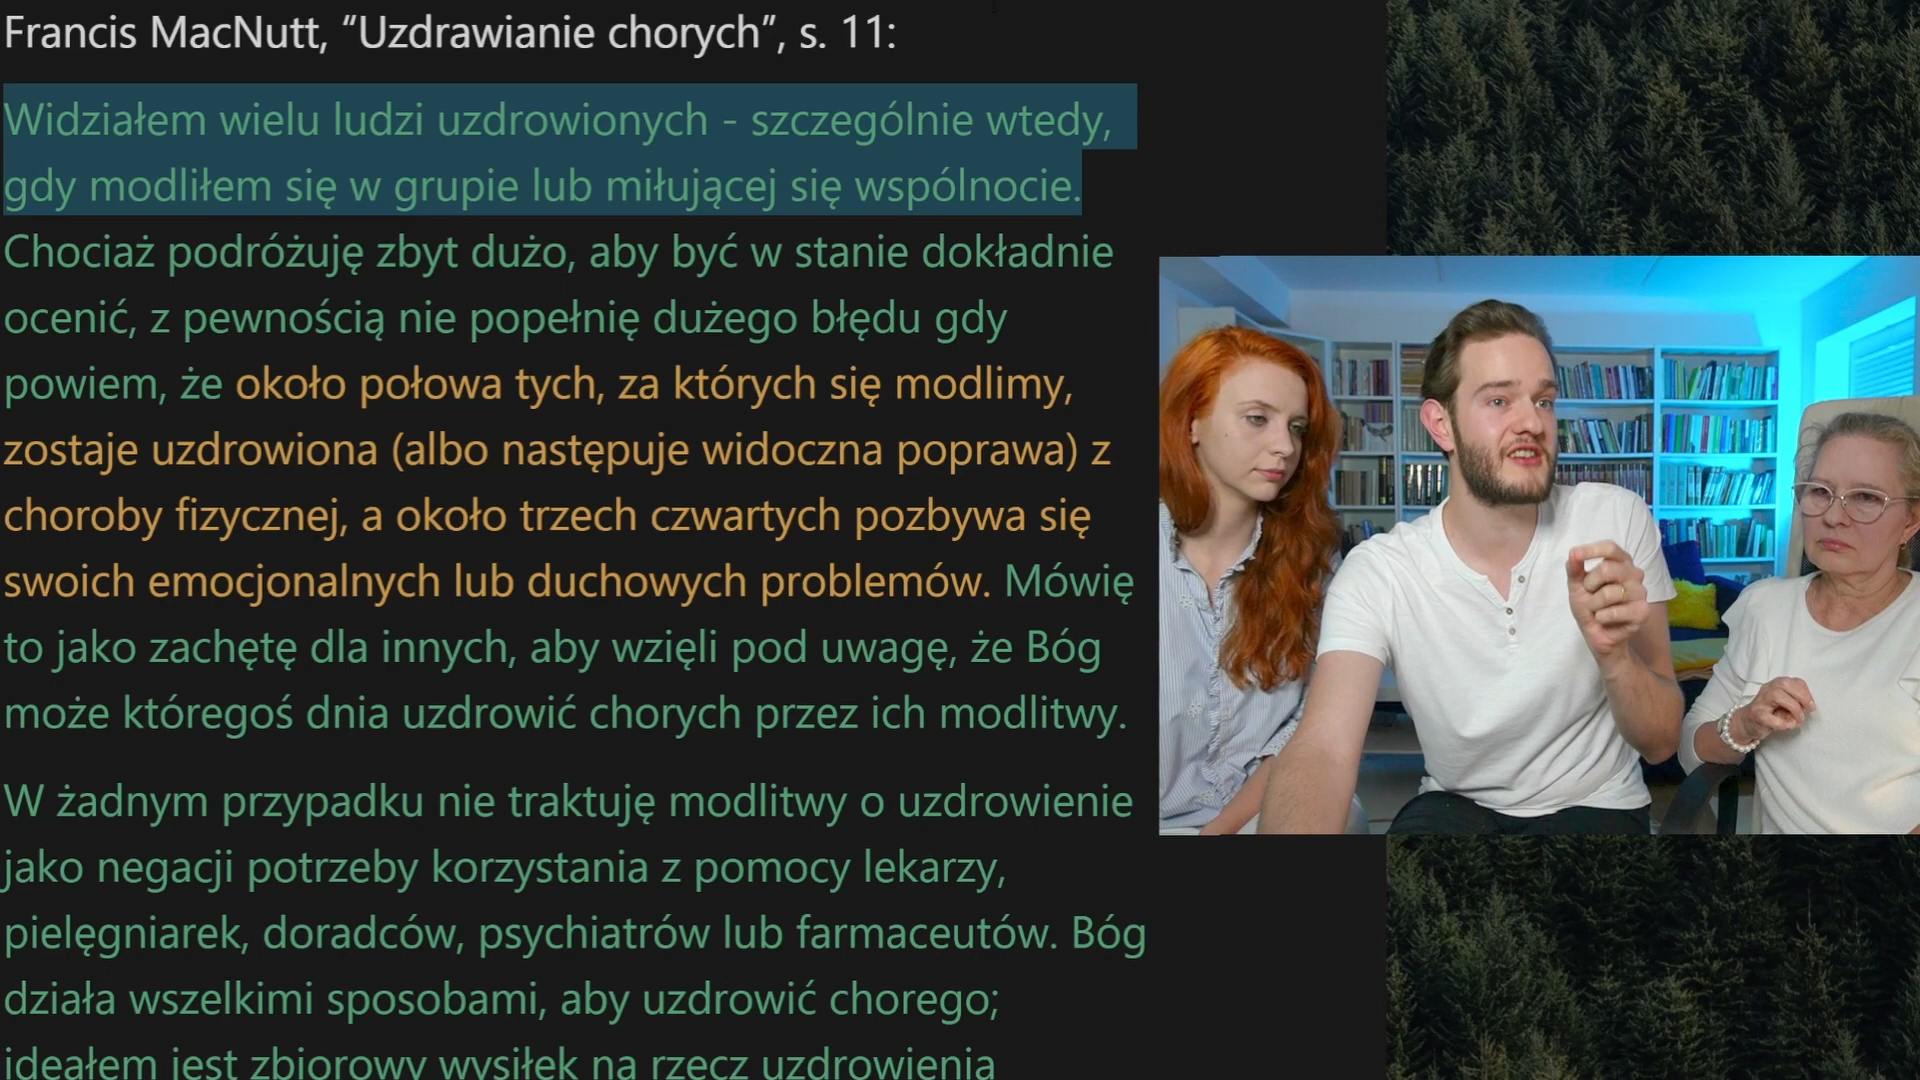 Francis MacNutt, “Uzdrawianie chorych”, s. 11:
Widziałem wielu ludzi uzdrowionych - szczególnie wtedy,
gdy modliłem się w grupie lub miłującej się wspólnocie.
Chociaż podróżuję zbyt dużo, aby być w stanie dokładnie
ocenić, z pewnością nie popełnię dużego błędu gdy
powiem, że około połowa tych, za których się modlimy,
zostaje uzdrowiona (albo następuje widoczna poprawa) z
choroby fizycznej, a około trzech czwartych pozbywa się
swoich emocjonalnych lub duchowych problemów. Mówię
to jako zachętę dla innych, aby wzięli pod uwagę, że Bóg
może któregoś dnia uzdrowić chorych przez ich modlitwy.
W żadnym przypadku nie traktuję modlitwy o uzdrowienie
jako negacji potrzeby korzystania z pomocy lekarzy,
pielęgniarek, doradców, psychiatrów lub farmaceutów. Bóg
działa wszelkimi sposobami, aby uzdrowić chorego;
ideałem jest zbiorowy wysiłek na rzecz uzdrowienia